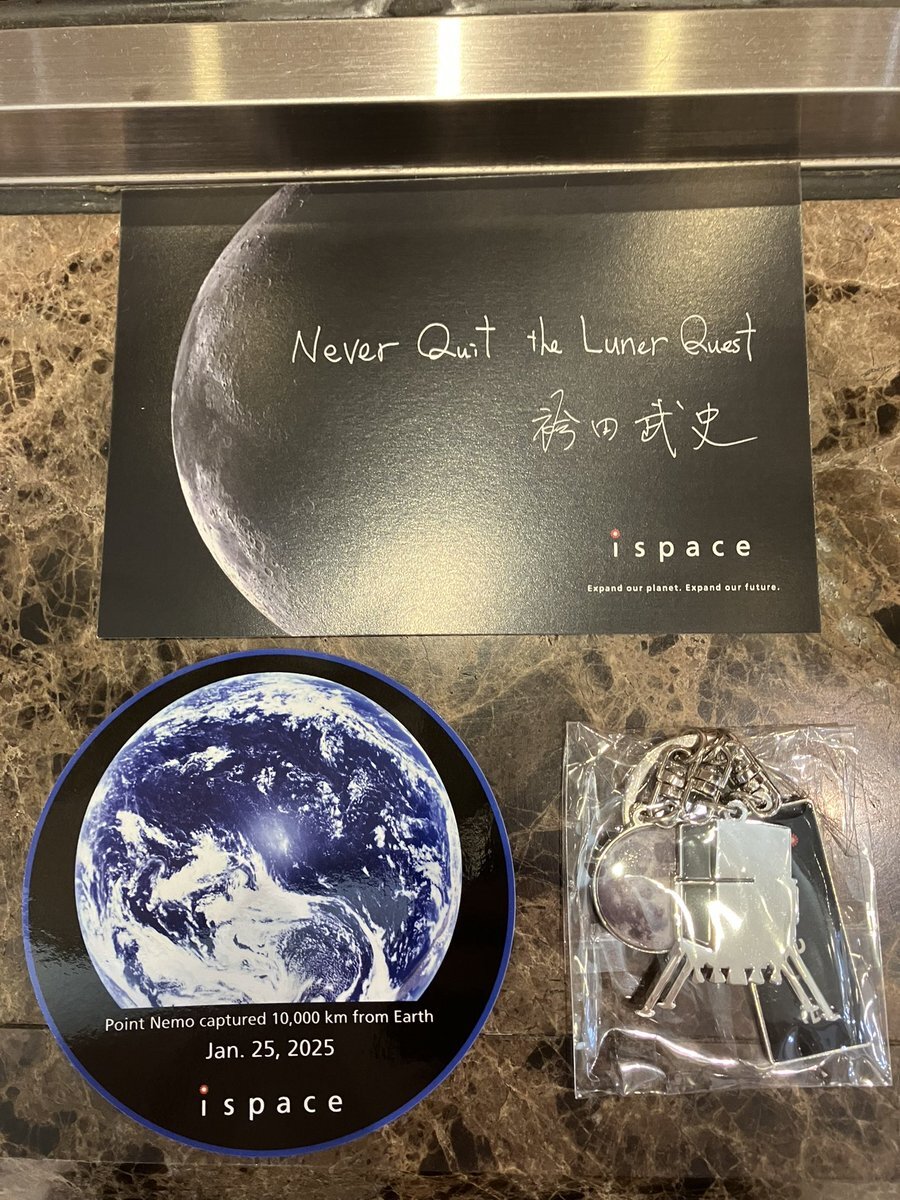 Never Quit the Luner Quest
袴田武史
ispace
Expand our planet. Expand our future.
Point Nemo captured 10,000 km from Earth
Jan. 25, 2025
ispace